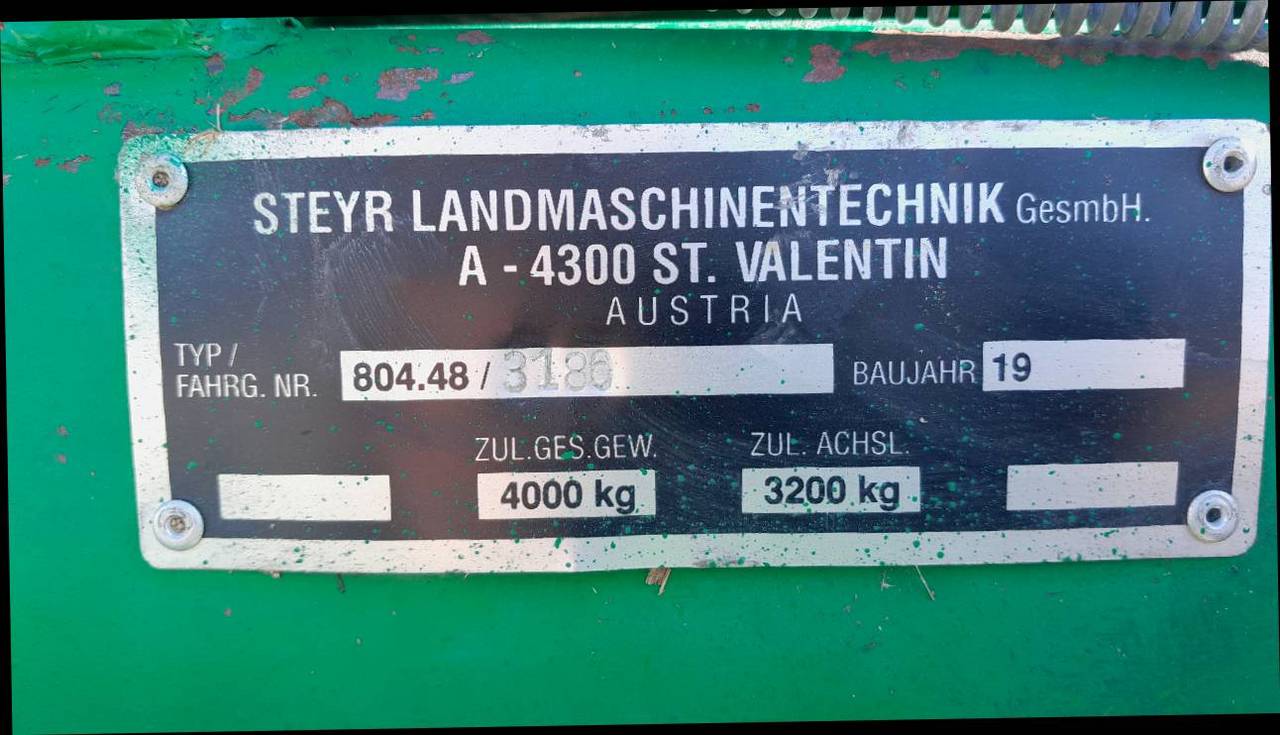 STEYR LANDMASCHINENTECHNIK GesmbH.
A - 4300 ST. VALENTIN
AUSTRIA
TYP /
FAHRG. NR. 804.48 / 3186 BAUJAHR 19
ZUL.GES.GEW. ZUL. ACHSL.
4000 kg 3200 kg